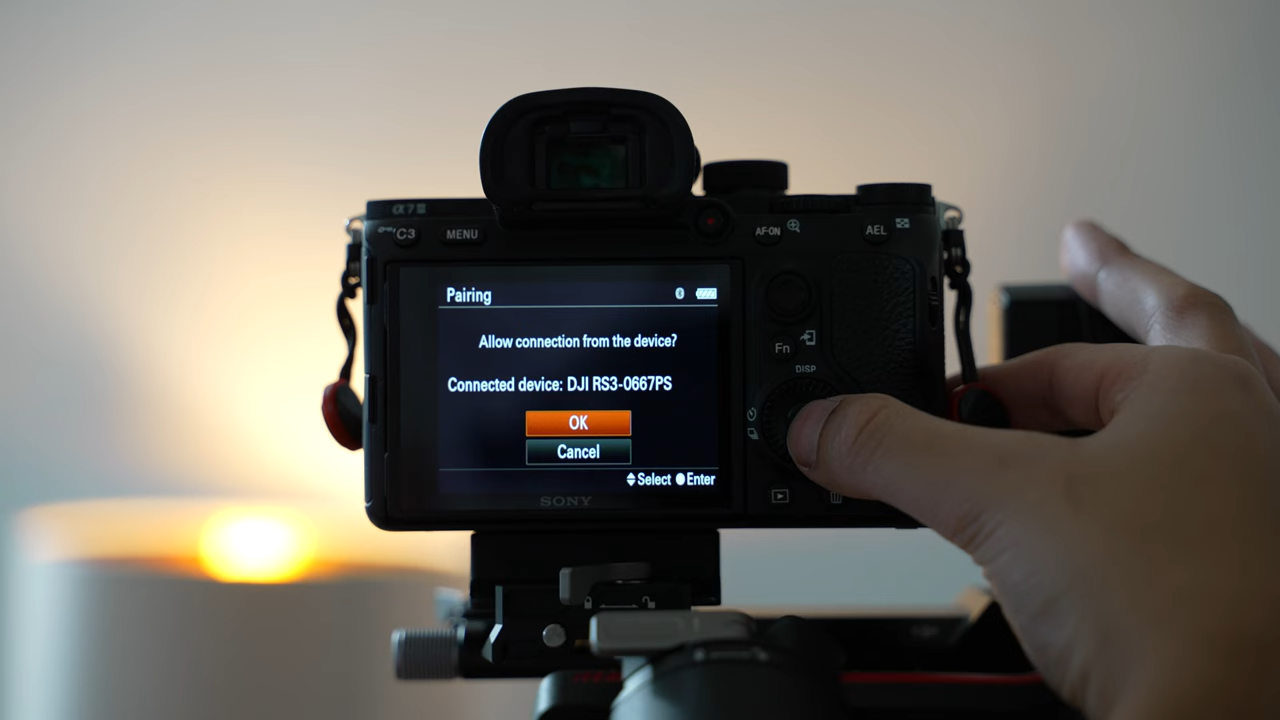 α7III
C3
MENU
AF-ON
AEL
Pairing
Allow connection from the device?
Connected device: DJI RS3-0667PS
OK
Cancel
Select Enter
Fn
DISP
SONY